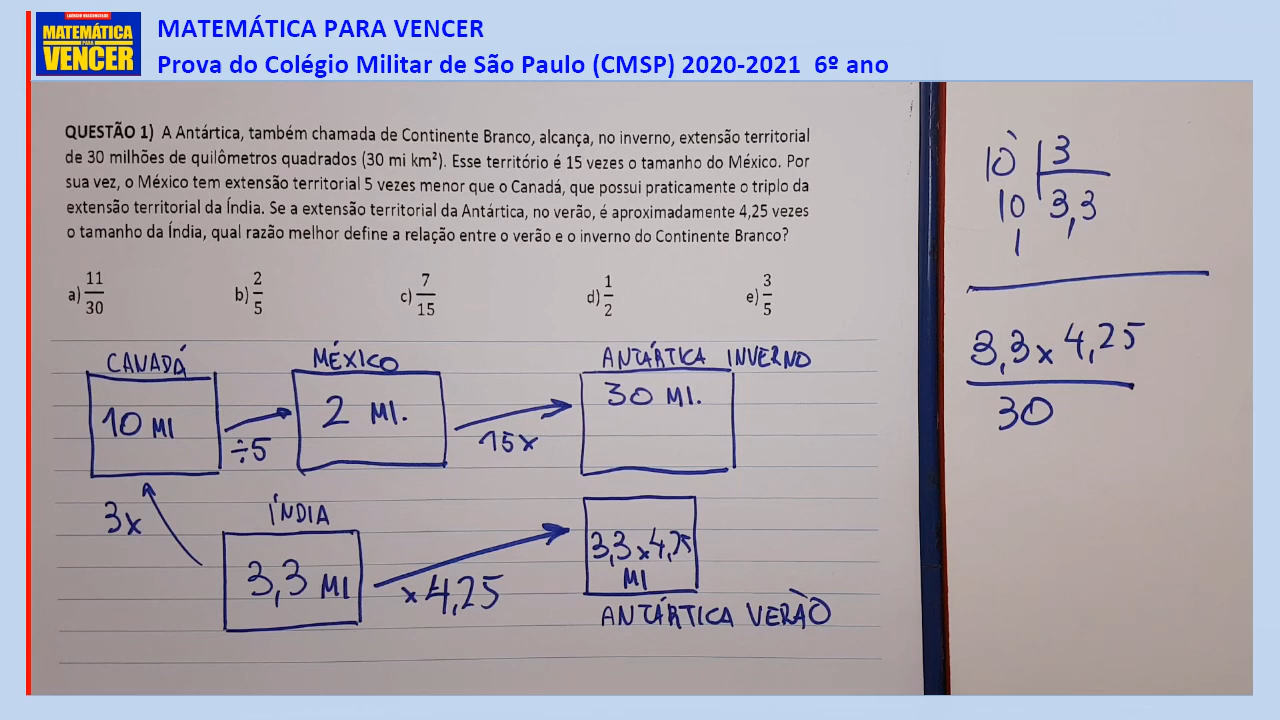 COLÉGIO VASCONCELOS
MATEMÁTICA
PARA
VENCER
MATEMÁTICA PARA VENCER
Prova do Colégio Militar de São Paulo (CMSP) 2020-2021 6º ano
QUESTÃO 1) A Antártica, também chamada de Continente Branco, alcança, no inverno, extensão territorial
de 30 milhões de quilômetros quadrados (30 mi km²). Esse território é 15 vezes o tamanho do México. Por
sua vez, o México tem extensão territorial 5 vezes menor que o Canadá, que possui praticamente o triplo da
extensão territorial da Índia. Se a extensão territorial da Antártica, no verão, é aproximadamente 4,25 vezes
o tamanho da Índia, qual razão melhor define a relação entre o verão e o inverno do Continente Branco?
a) 11/30 b) 2/5 c) 7/15 d) 1/2 e) 3/5
CANADÁ MÉXICO ANTÁRTICA INVERNO
10 MI ÷5 2 MI. 15x 30 MI.
3x ÍNDIA
3,3 MI x4,25 3,3 x 4,25
MI
ANTÁRTICA VERÃO
10 3
10 3,3
1
3,3 x 4,25
30